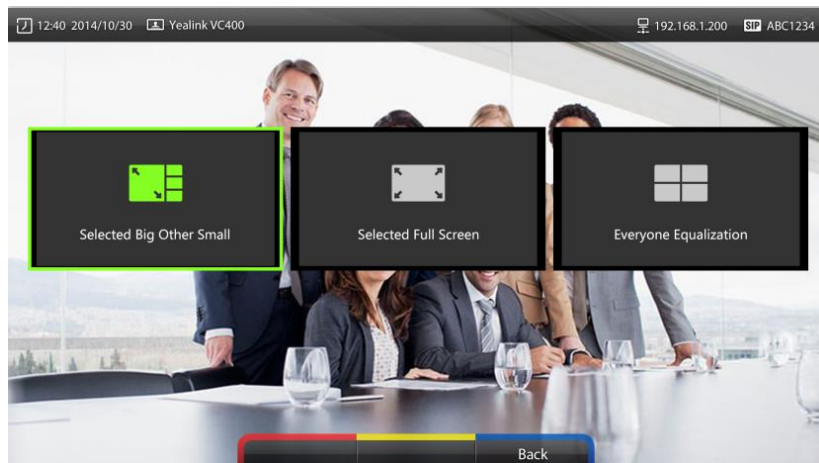 12:40 2014/10/30 Yealink VC400 192.168.1.200 SIP ABC1234
Selected Big Other Small
Selected Full Screen
Everyone Equalization
Back